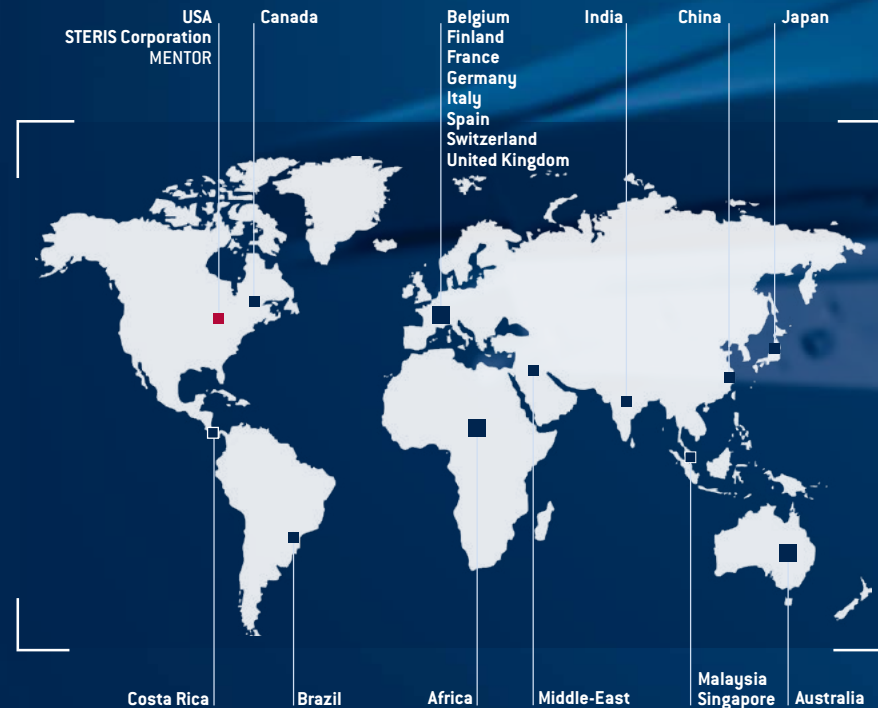 USA
STERIS Corporation
MENTOR
Canada
Belgium
Finland
France
Germany
Italy
Spain
Switzerland
United Kingdom
India
China
Japan
Costa Rica
Brazil
Africa
Middle-East
Malaysia
Singapore
Australia